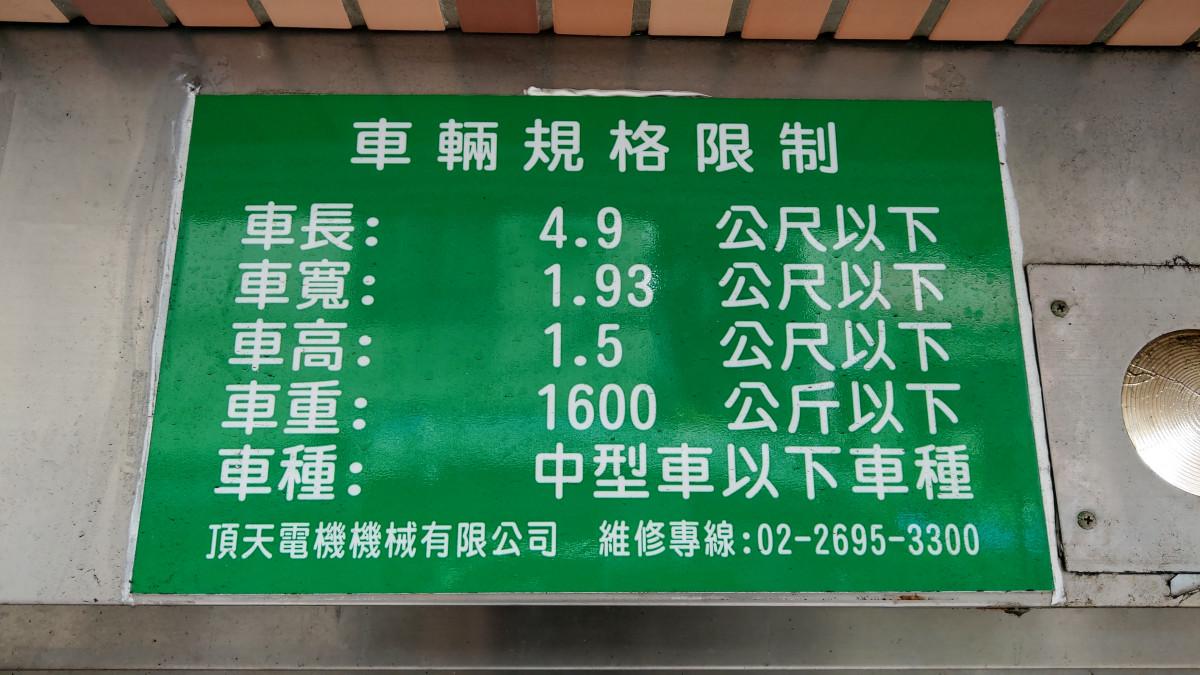 車輛規格限制
車長: 4.9 公尺以下
車寬: 1.93 公尺以下
車高: 1.5 公尺以下
車重: 1600 公斤以下
車種: 中型車以下車種
頂天電機機械有限公司 維修專線:02-2695-3300